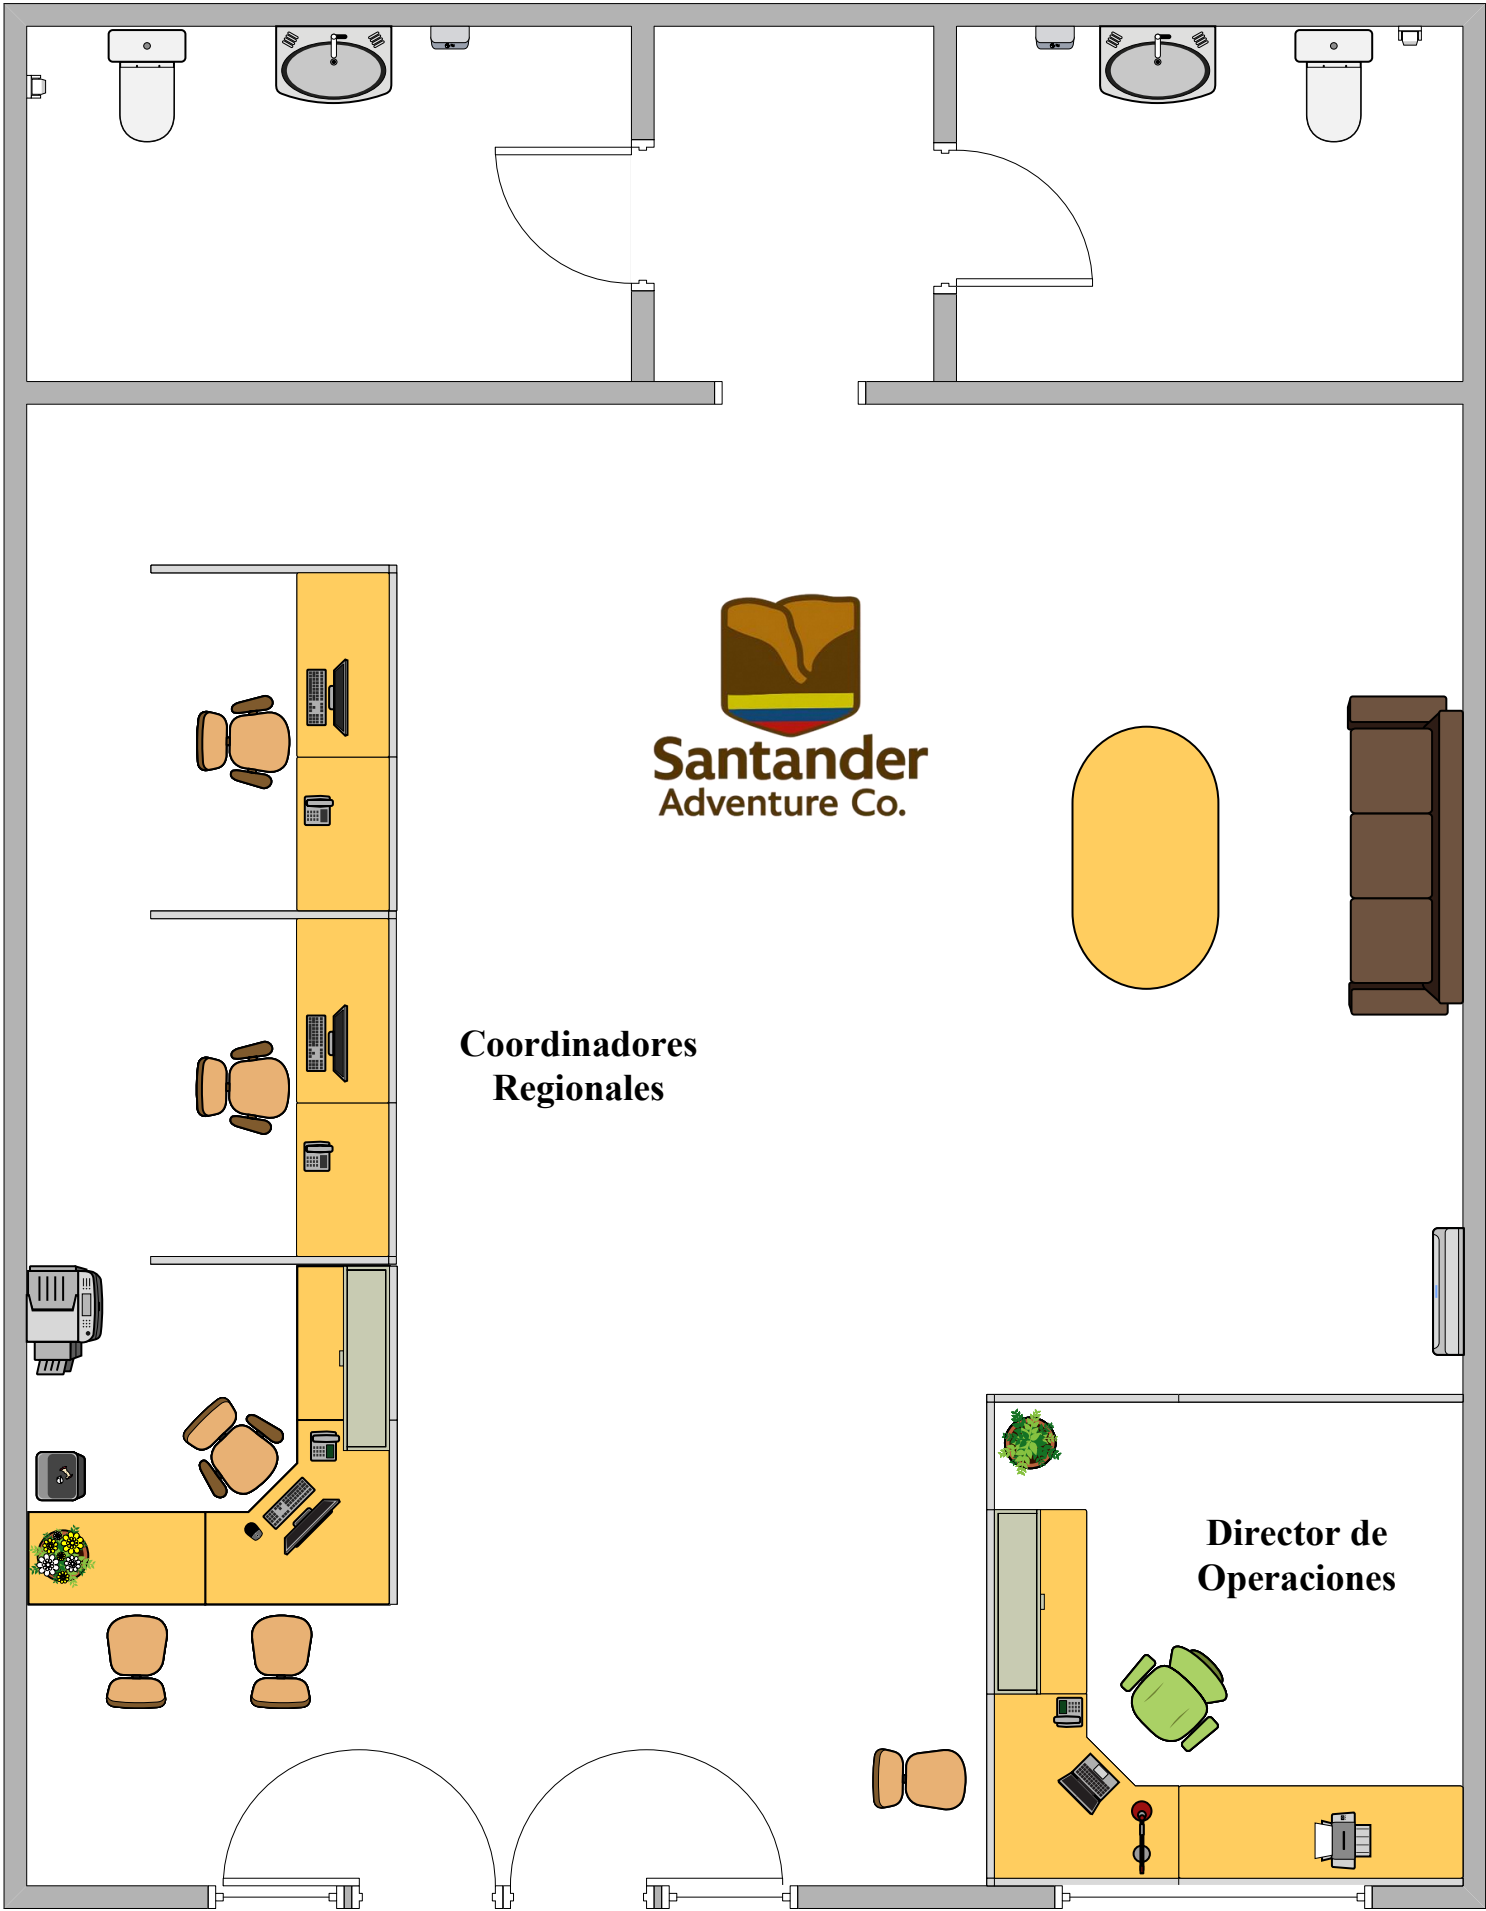 Santander
Adventure Co.
Coordinadores
Regionales
Director de
Operaciones